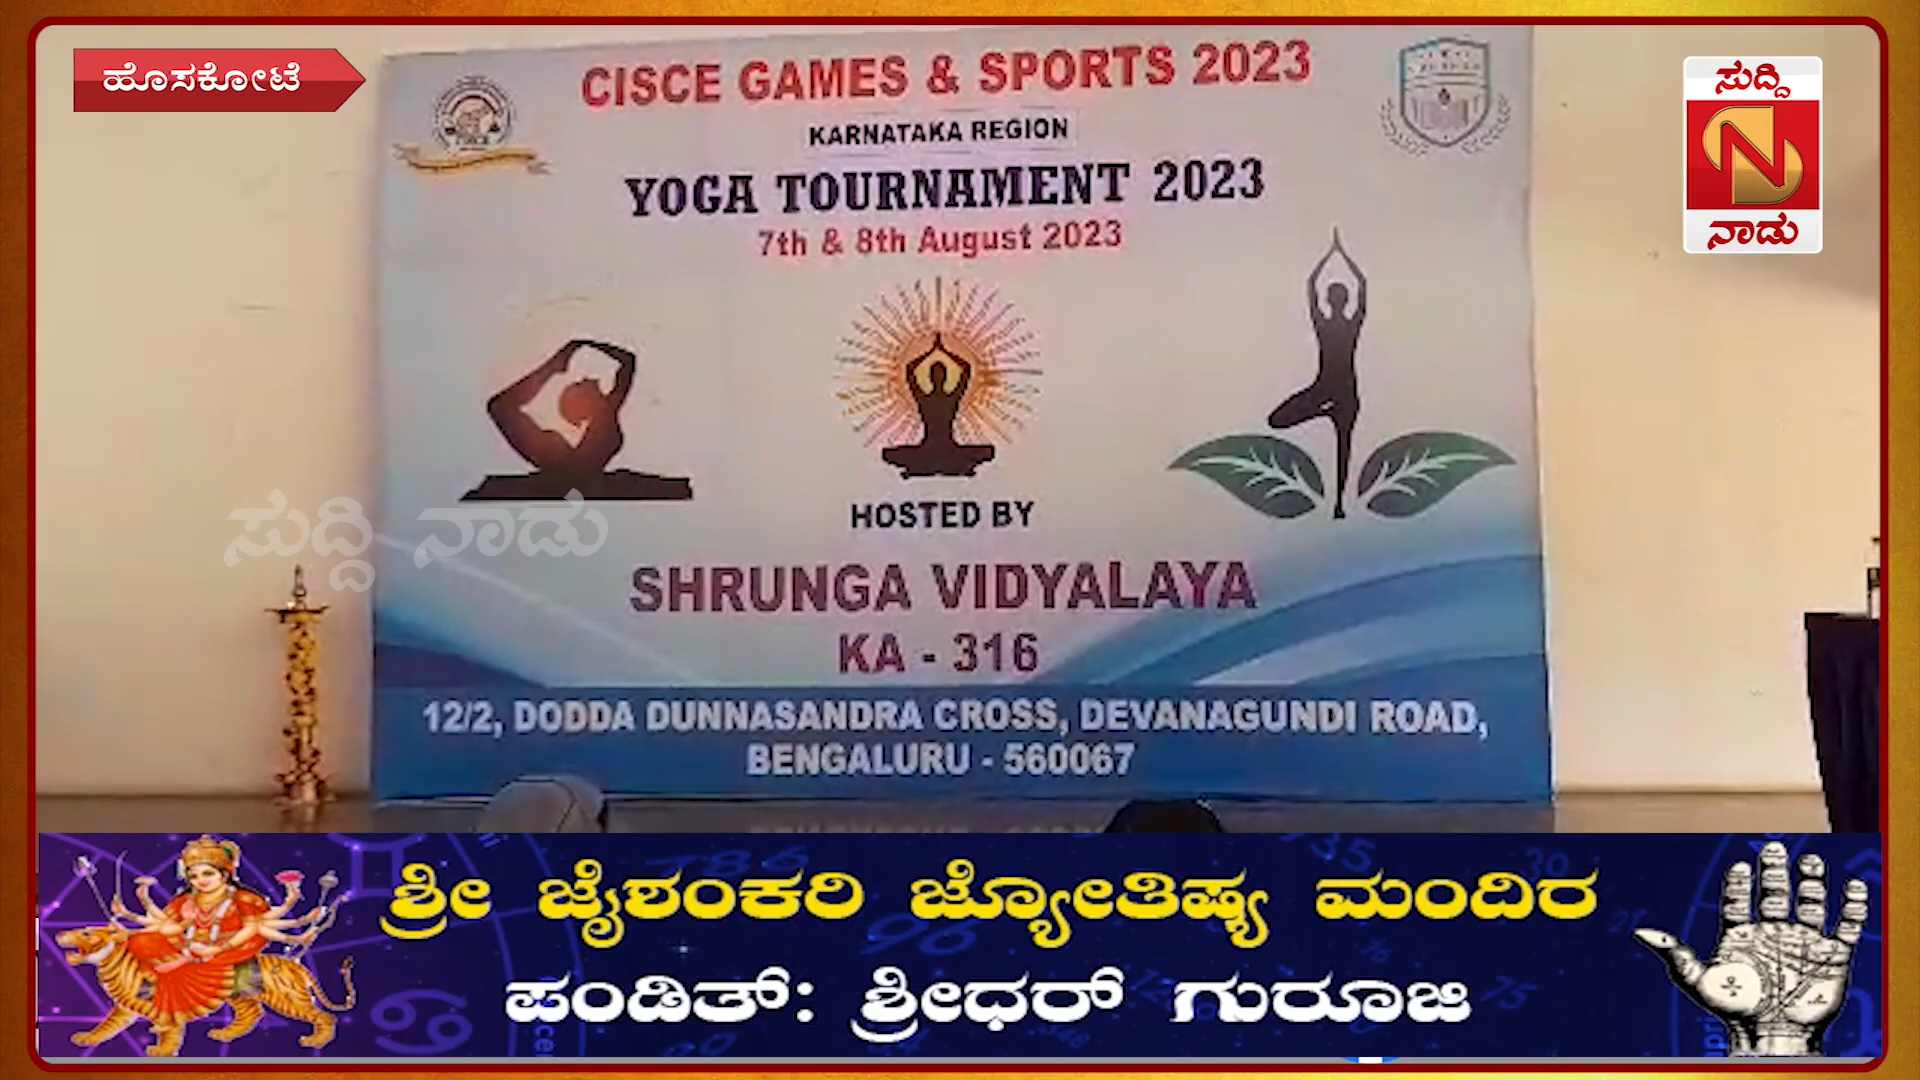 ಹೊಸಕೋಟೆ
ಸುದ್ದಿ
N
ನಾಡು
CISCE GAMES & SPORTS 2023
KARNATAKA REGION
YOGA TOURNAMENT 2023
7th & 8th August 2023
HOSTED BY
ಸುದ್ದಿ ನಾಡು
SHRUNGA VIDYALAYA
KA - 316
12/2, DODDA DUNNASANDRA CROSS, DEVANAGUNDI ROAD,
BENGALURU - 560067
ಶ್ರೀ ಜೈಶಂಕರಿ ಜ್ಯೋತಿಷ್ಯ ಮಂದಿರ
ಪಂಡಿತ್: ಶ್ರೀಧರ್ ಗುರೂಜಿ